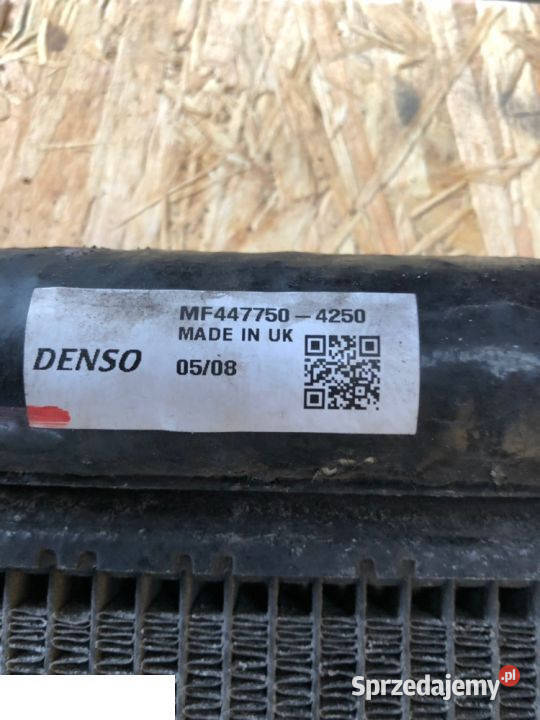 MF447750-4250
MADE IN UK
DENSO
05/08
Sprzedajemy.pl